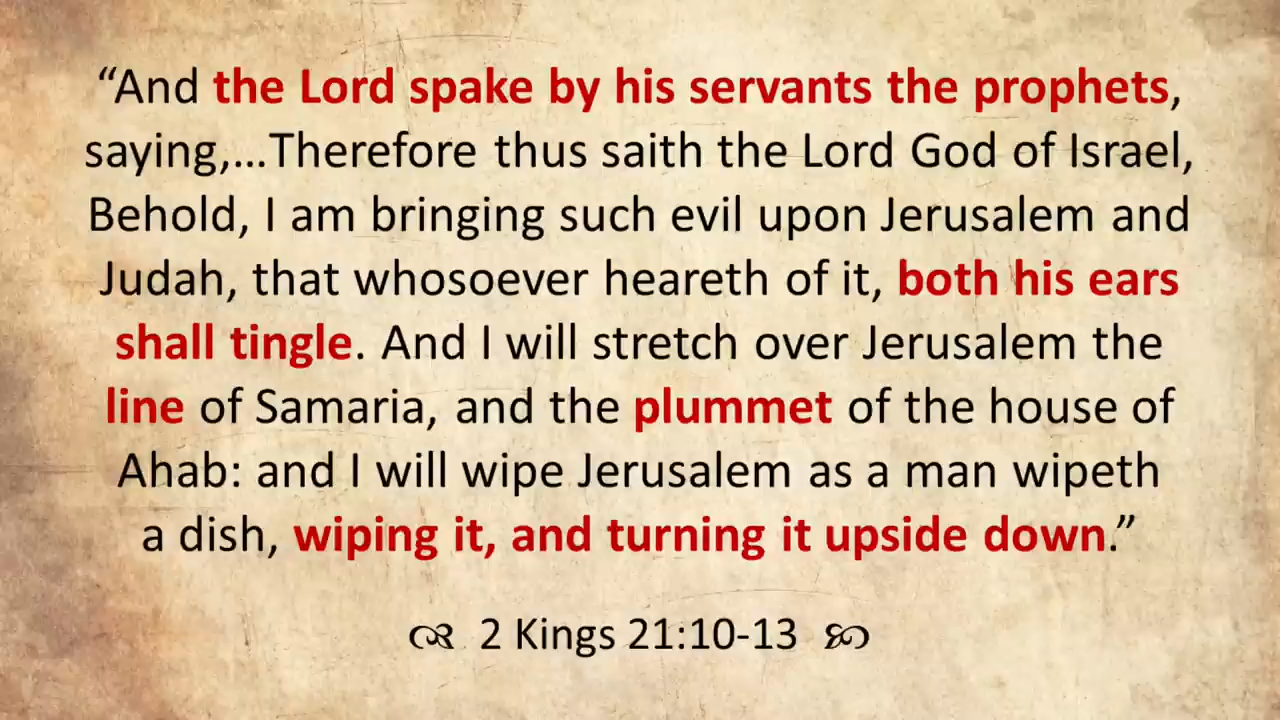 “And the Lord spake by his servants the prophets,
saying,...Therefore thus saith the Lord God of Israel,
Behold, I am bringing such evil upon Jerusalem and
Judah, that whosoever heareth of it, both his ears
shall tingle. And I will stretch over Jerusalem the
line of Samaria, and the plummet of the house of
Ahab: and I will wipe Jerusalem as a man wipeth
a dish, wiping it, and turning it upside down.”
2 Kings 21:10-13